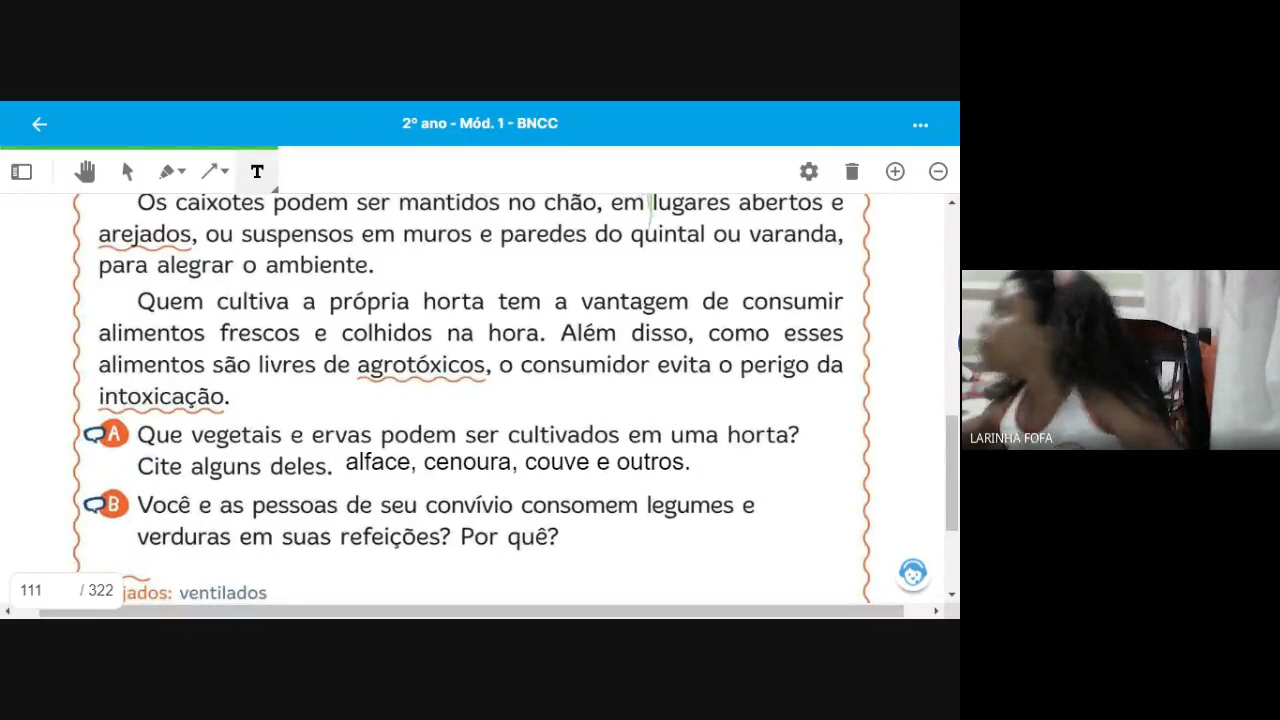 2º ano - Mód. 1 - BNCC
T
Os caixotes podem ser mantidos no chão, em lugares abertos e
arejados, ou suspensos em muros e paredes do quintal ou varanda,
para alegrar o ambiente.
Quem cultiva a própria horta tem a vantagem de consumir
alimentos frescos e colhidos na hora. Além disso, como esses
alimentos são livres de agrotóxicos, o consumidor evita o perigo da
intoxicação.
A Que vegetais e ervas podem ser cultivados em uma horta?
Cite alguns deles. alface, cenoura, couve e outros.
B Você e as pessoas de seu convívio consomem legumes e
verduras em suas refeições? Por quê?
111 / 322
jados: ventilados
LARINHA FOFA